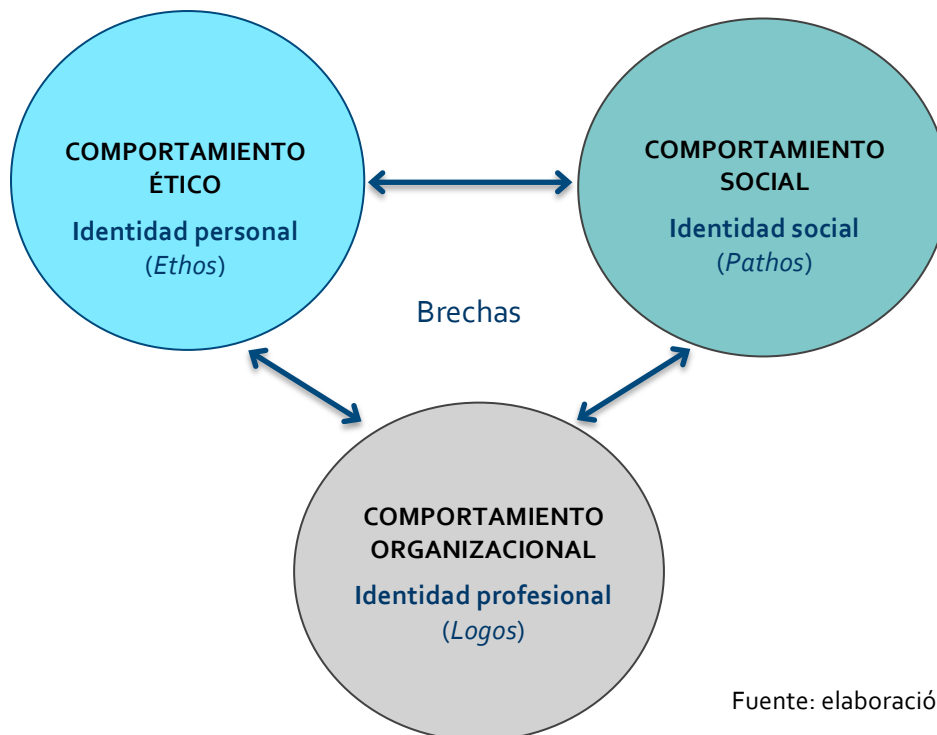 COMPORTAMIENTO
ÉTICO
Identidad personal
(Ethos)
COMPORTAMIENTO
SOCIAL
Identidad social
(Pathos)
Brechas
COMPORTAMIENTO
ORGANIZACIONAL
Identidad profesional
(Logos)
Fuente: elaboració